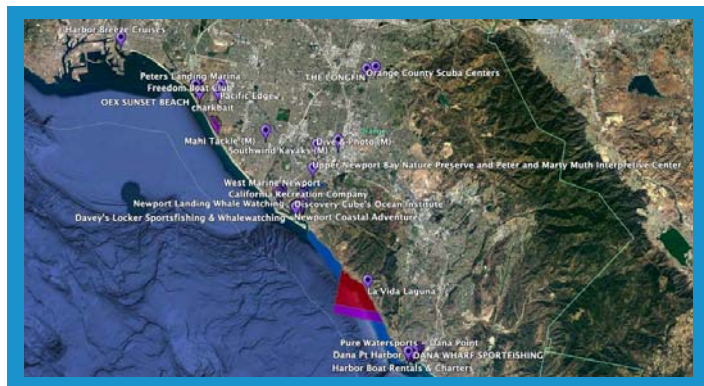 Harbor Breeze Cruises
THE LONGFIN
Orange County Scuba Centers
Peters Landing Marina
Freedom Boat Club
Pacific Edge
OEX SUNSET BEACH
charkbait
Mahi Tackle (M)
Dive & Photo (M)
Southwind Kayaks (M)
Upper Newport Bay Nature Preserve and Peter and Marty Muth Interpretive Center
West Marine Newport
California Recreation Company
Newport Landing Whale Watching
Discovery Cube's Ocean Institute
Davey's Locker Sportsfishing & Whalewatching
Newport Coastal Adventure
La Vida Laguna
Pure Watersports - Dana Point
Dana Pt Harbor
DANA WHARF SPORTFISHING
Harbor Boat Rentals & Charters